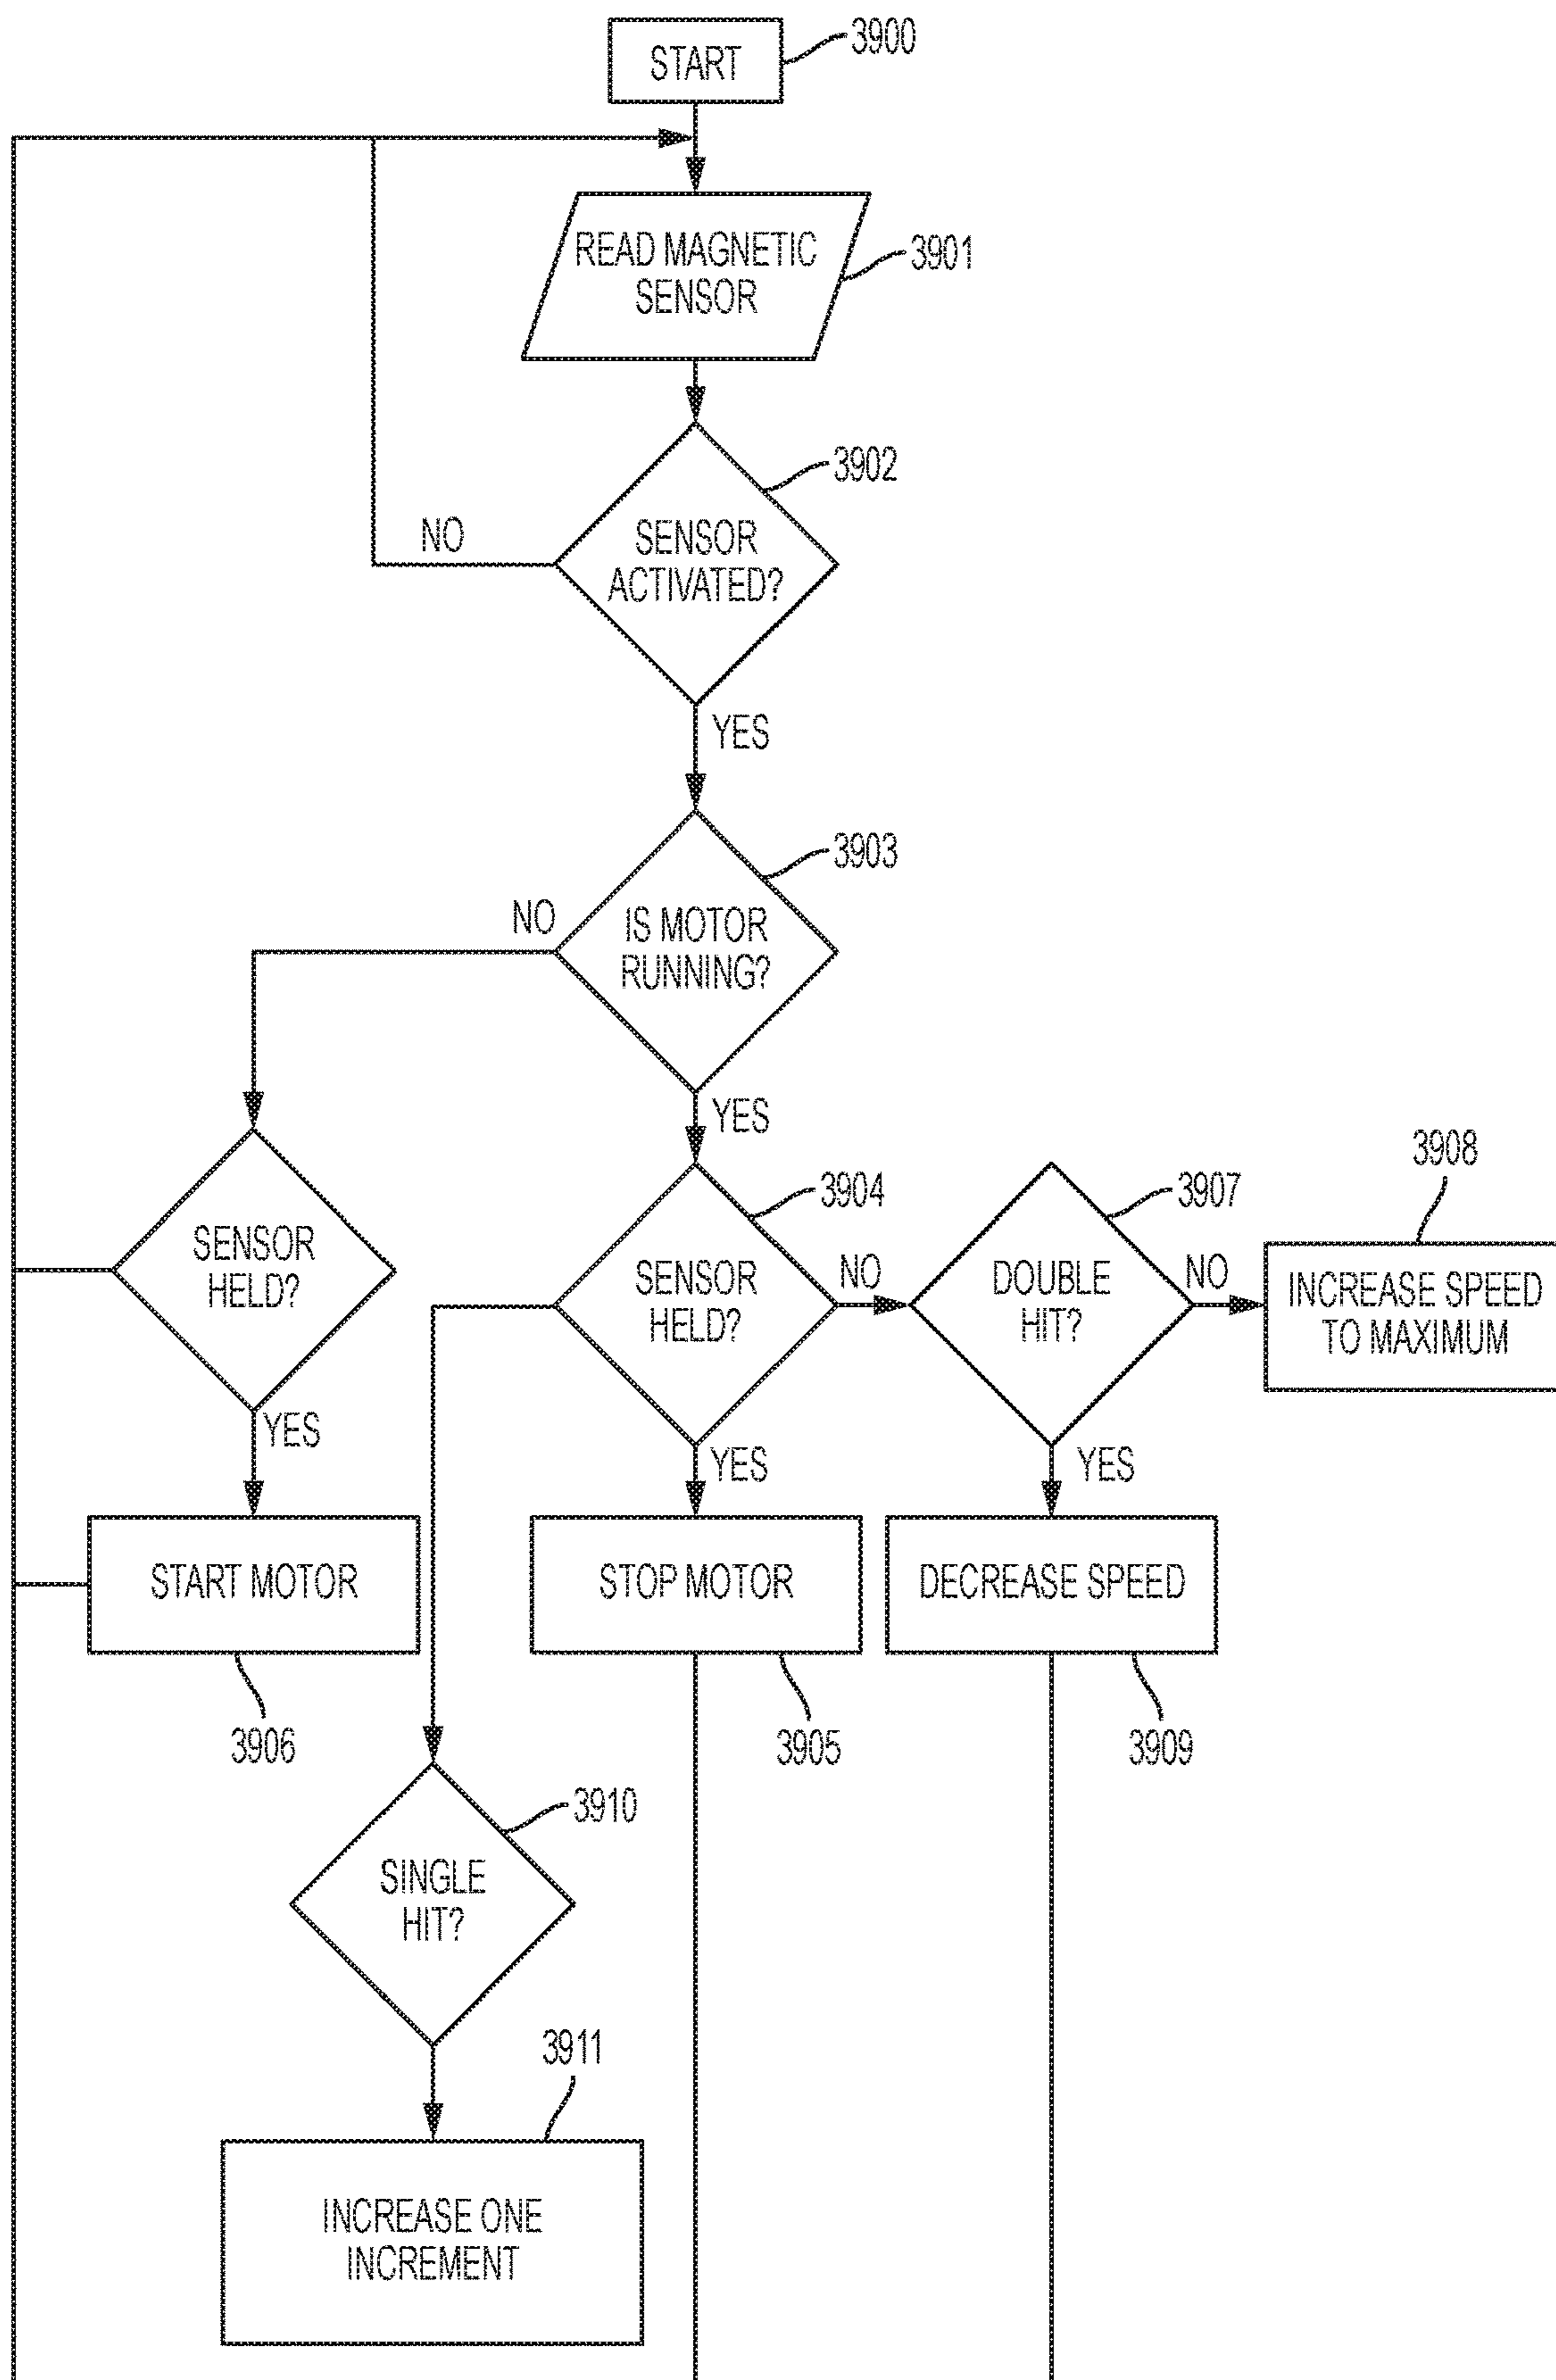 START
3900
READ MAGNETIC
SENSOR
3901
3902
SENSOR
ACTIVATED?
NO
YES
3903
IS MOTOR
RUNNING?
NO
YES
SENSOR
HELD?
YES
3904
SENSOR
HELD?
NO
YES
3907
DOUBLE
HIT?
NO
YES
3908
INCREASE SPEED
TO MAXIMUM
START MOTOR
3906
STOP MOTOR
3905
DECREASE SPEED
3909
3910
SINGLE
HIT?
3911
INCREASE ONE
INCREMENT